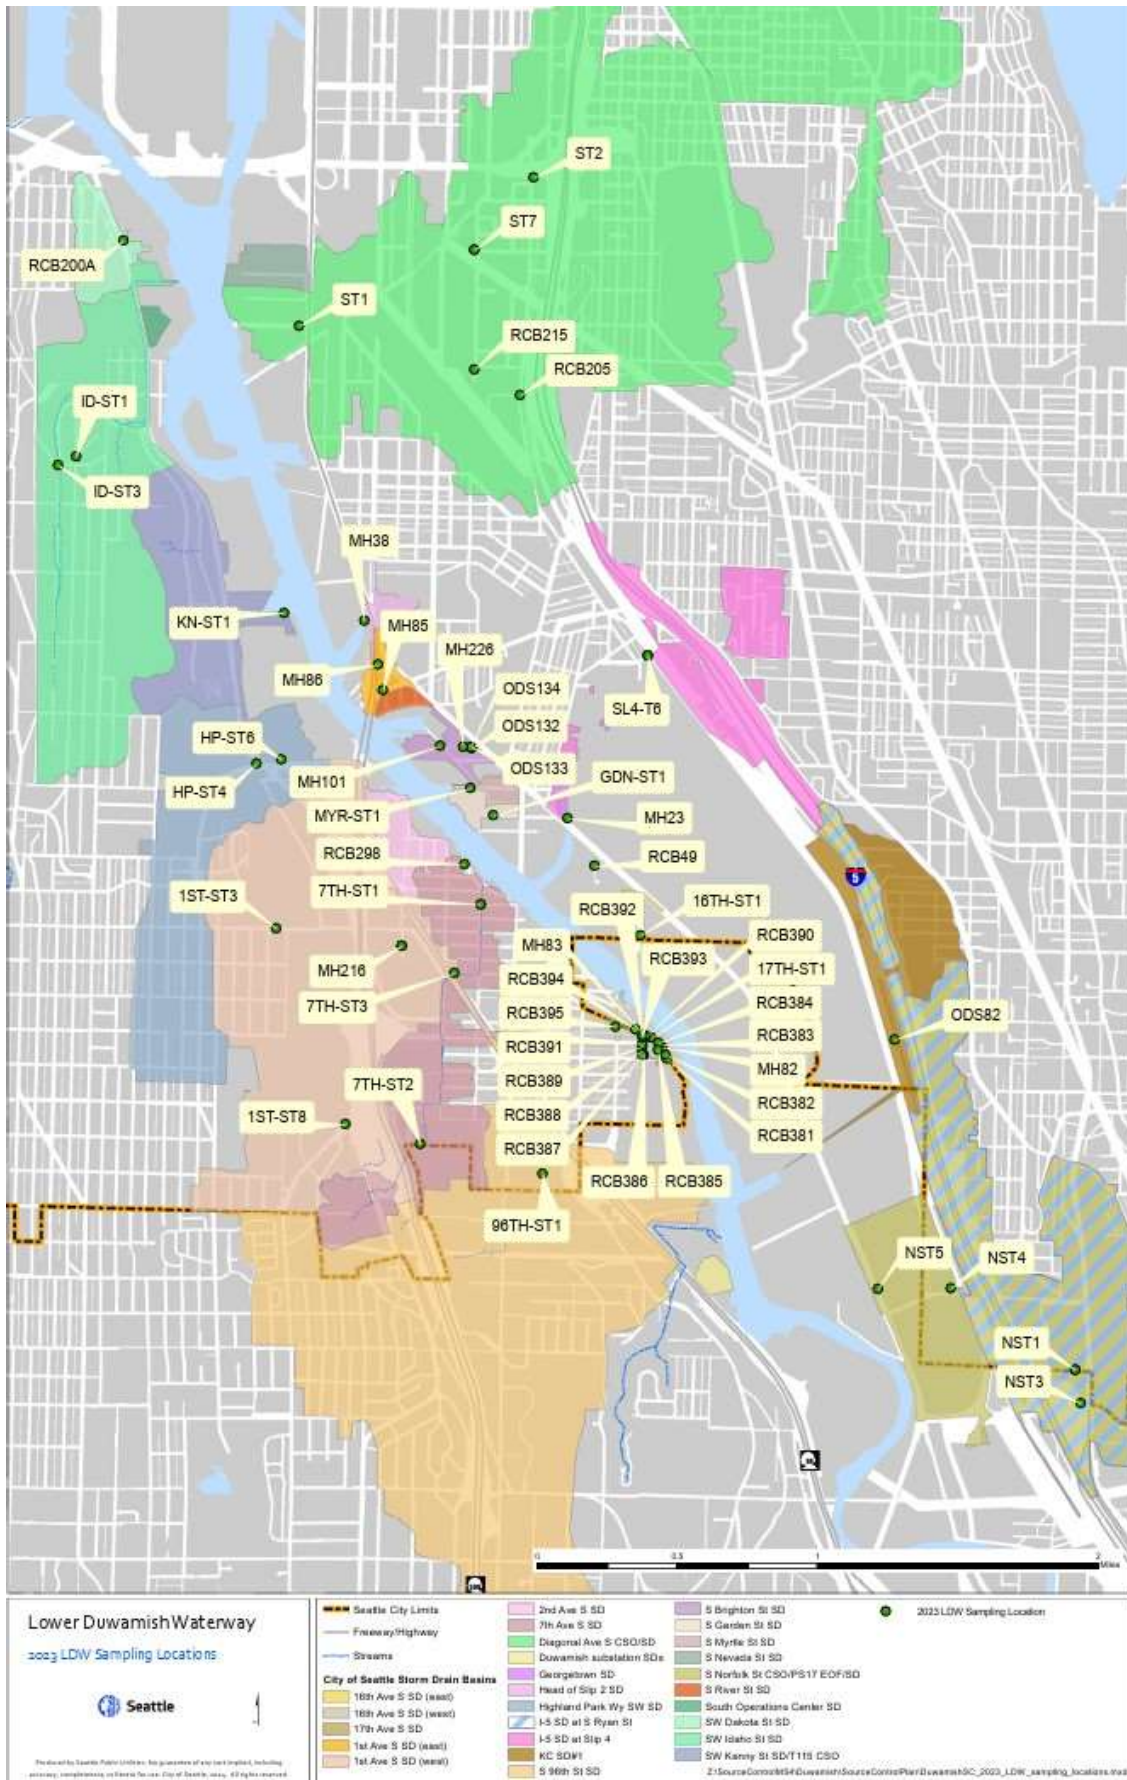 ST2
ST7
RCB200A
ST1
RCB215
RCB205
ID-ST1
ID-ST3
MH38
KN-ST1
MH85
MH226
MH86
ODS134
SL4-T6
ODS132
HP-ST6
ODS133
GDN-ST1
MH101
HP-ST4
MYR-ST1
MH23
RCB298
RCB49
7TH-ST1
1ST-ST3
RCB392
16TH-ST1
MH83
RCB390
RCB393
MH216
RCB394
17TH-ST1
7TH-ST3
RCB384
RCB395
ODS82
RCB383
RCB391
MH82
7TH-ST2
RCB389
RCB382
RCB388
1ST-ST8
RCB381
RCB387
RCB386
RCB385
96TH-ST1
NST5
NST4
NST1
NST3
5
0 0.5 1 2
Miles
Lower Duwamish Waterway
2023 LDW Sampling Locations
Seattle
Seattle City Limits
Freeway/Highway
Streams
City of Seattle Storm Drain Basins
16th Ave S SD (east)
16th Ave S SD (west)
17th Ave S SD
1st Ave S SD (east)
1st Ave S SD (west)
2nd Ave S SD
7th Ave S SD
Diagonal Ave S CSO/SD
Duwamish substation SDs
Georgetown SD
Head of Slip 2 SD
Highland Park Wy SW SD
I-5 SD at S Ryan St
I-5 SD at Slip 4
KC SD#1
S 96th St SD
S Brighton St SD
S Garden St SD
S Myrtle St SD
S Nevada St SD
S Norfolk St CSO/PS17 EOF/SD
S River St SD
South Operations Center SD
SW Dakota St SD
SW Idaho St SD
SW Kenny St SD/T115 CSO
2023 LDW Sampling Location